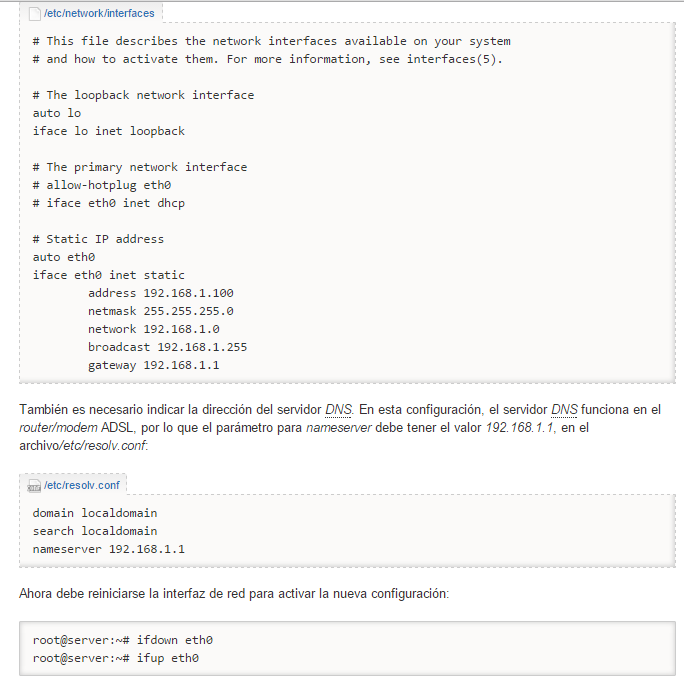 /etc/network/interfaces
# This file describes the network interfaces available on your system
# and how to activate them. For more information, see interfaces(5).
# The loopback network interface
auto lo
iface lo inet loopback
# The primary network interface
# allow-hotplug eth0
# iface eth0 inet dhcp
# Static IP address
auto eth0
iface eth0 inet static
        address 192.168.1.100
        netmask 255.255.255.0
        network 192.168.1.0
        broadcast 192.168.1.255
        gateway 192.168.1.1
También es necesario indicar la dirección del servidor DNS. En esta configuración, el servidor DNS funciona en el
router/modem ADSL, por lo que el parámetro para nameserver debe tener el valor 192.168.1.1, en el
archivo/etc/resolv.conf:
/etc/resolv.conf
domain localdomain
search localdomain
nameserver 192.168.1.1
Ahora debe reiniciarse la interfaz de red para activar la nueva configuración:
root@server:~# ifdown eth0
root@server:~# ifup eth0